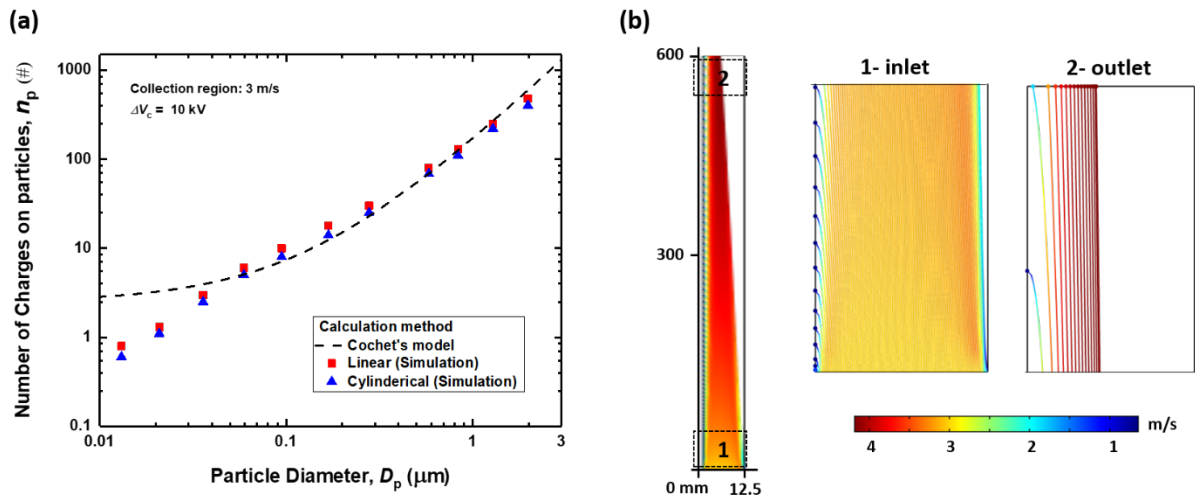 (a)
1000
100
10
1
0.1
0.01
0.1
1
3
Number of Charges on particles, np (#)
Particle Diameter, Dp (μm)
Collection region: 3 m/s
ΔVc = 10 kV
Calculation method
Cochet's model
Linear (Simulation)
Cylinderical (Simulation)
(b)
600
300
0 mm
12.5
2
1
1- inlet
2- outlet
4
3
2
1
m/s